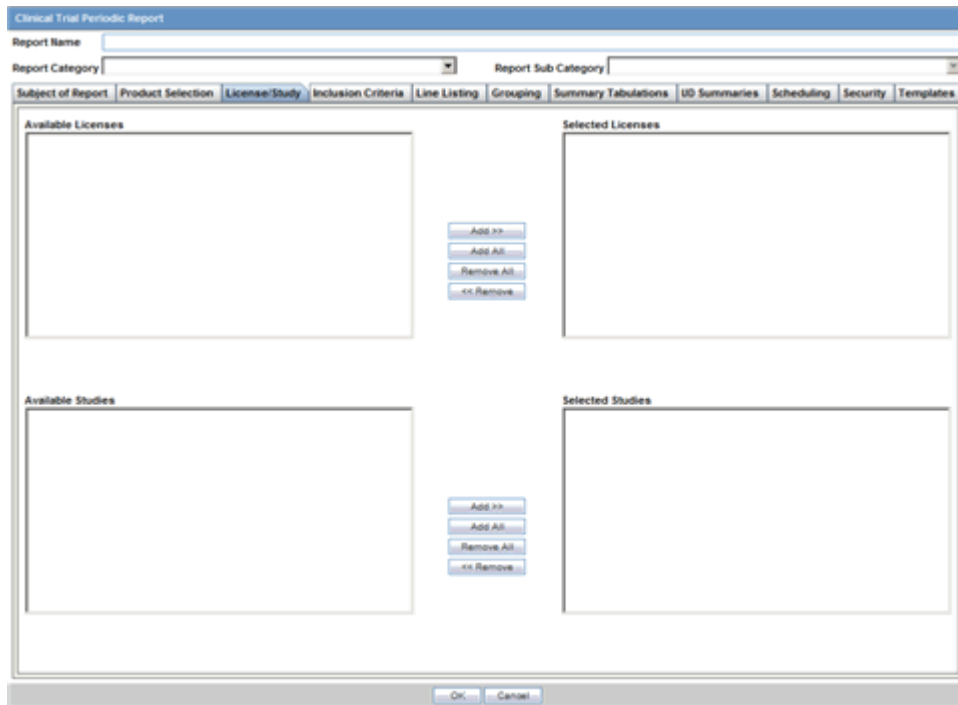 Clinical Trial Periodic Report
Report Name
Report Category Report Sub Category
Subject of Report Product Selection License/Study Inclusion Criteria Line Listing Grouping Summary Tabulations UD Summaries Scheduling Security Templates
Available Licenses Selected Licenses
Add >>
Add All
Remove All
<< Remove
Available Studies Selected Studies
Add >>
Add All
Remove All
<< Remove
OK Cancel